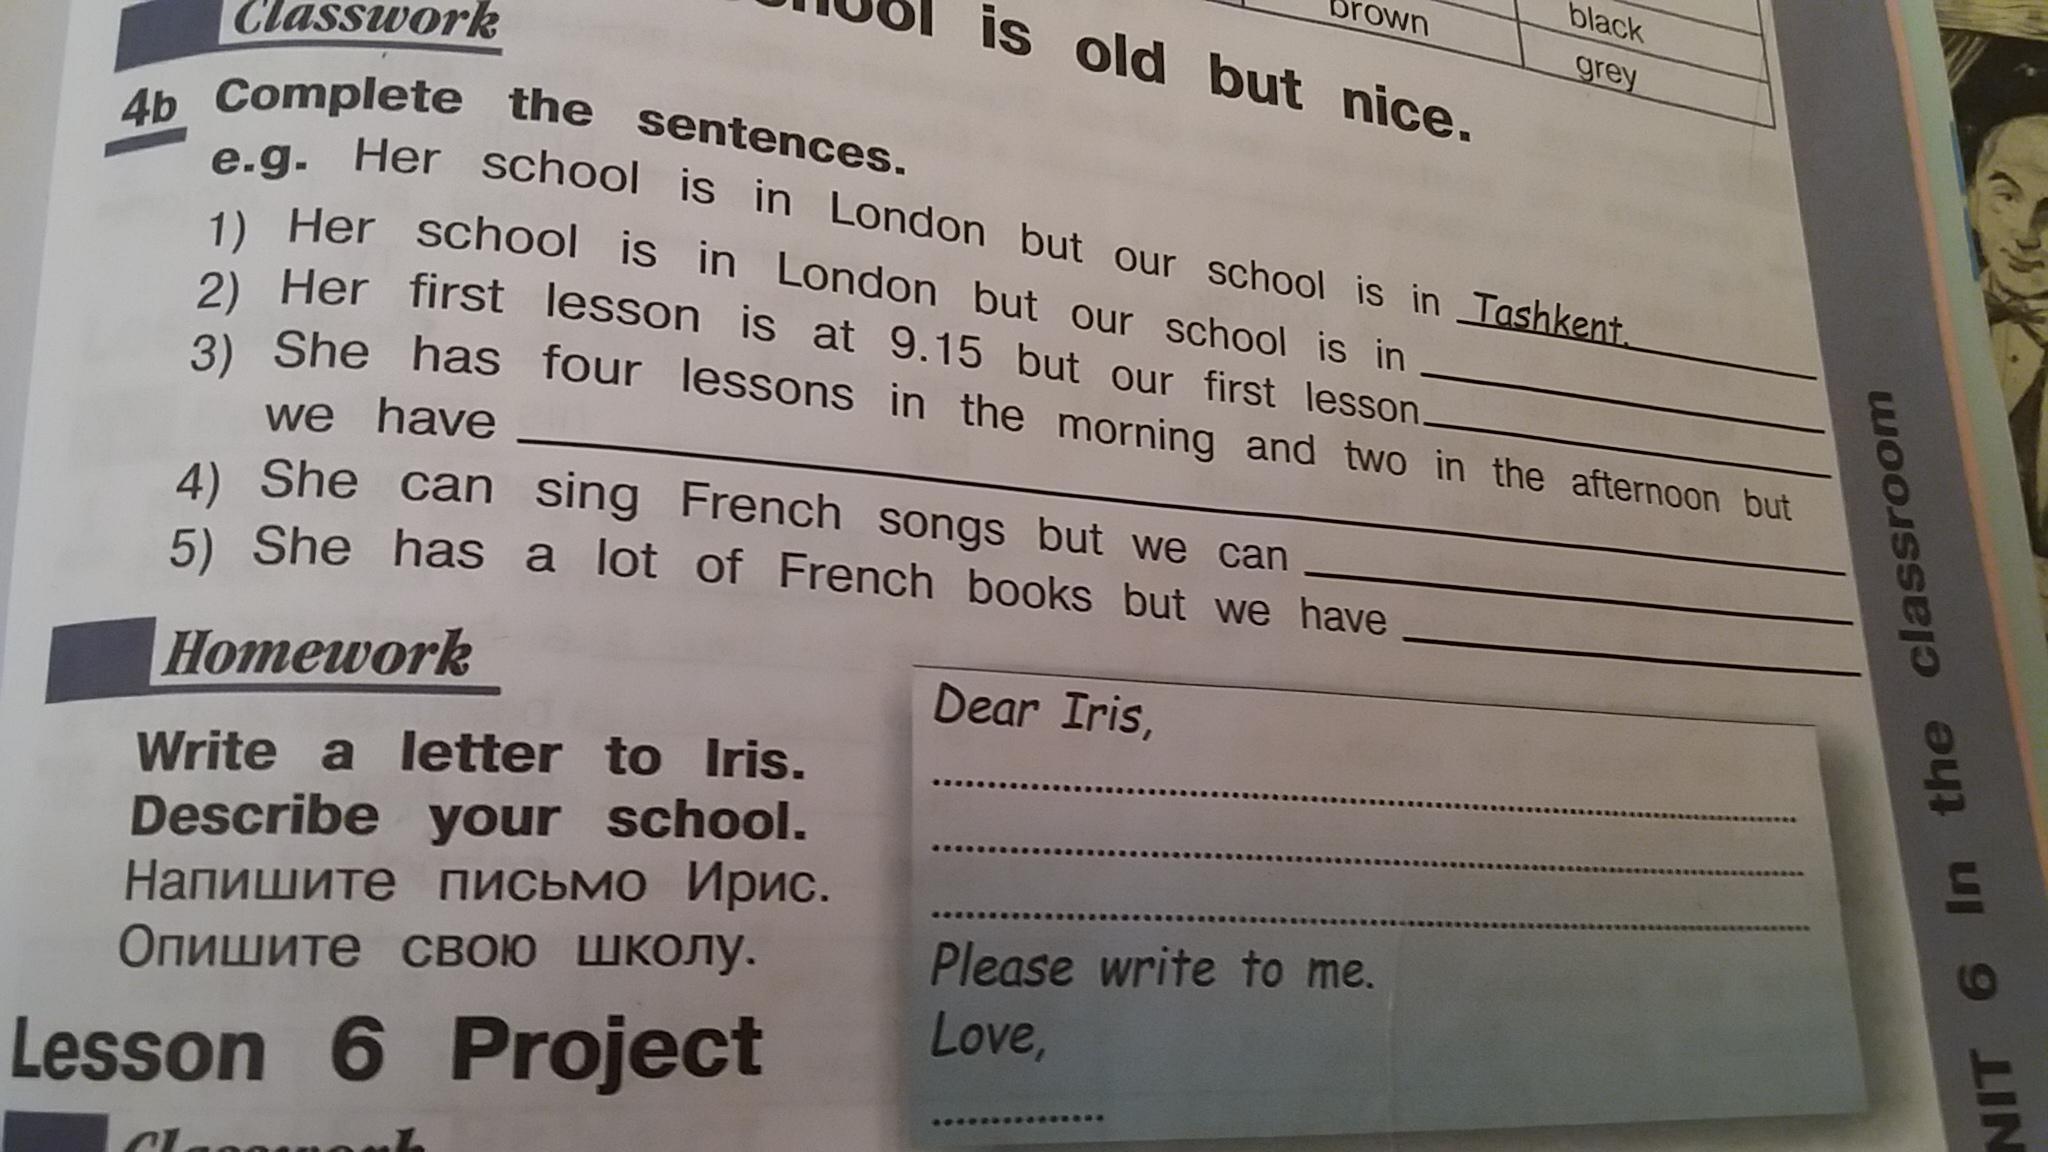 brown black
grey
Classwork
is old but nice.
4b Complete the sentences.
e.g. Her school is in London but our school is in Tashkent.
1) Her school is in London but our school is in
2) Her first lesson is at 9.15 but our first lesson
3) She has four lessons in the morning and two in the afternoon but
we have
4) She can sing French songs but we can
5) She has a lot of French books but we have
Homework
Write a letter to Iris.
Describe your school.
Напишите письмо Ирис.
Опишите свою школу.
Dear Iris,
Please write to me.
Love,
Lesson 6 Project
Classwork
UNIT 6 In the classroom